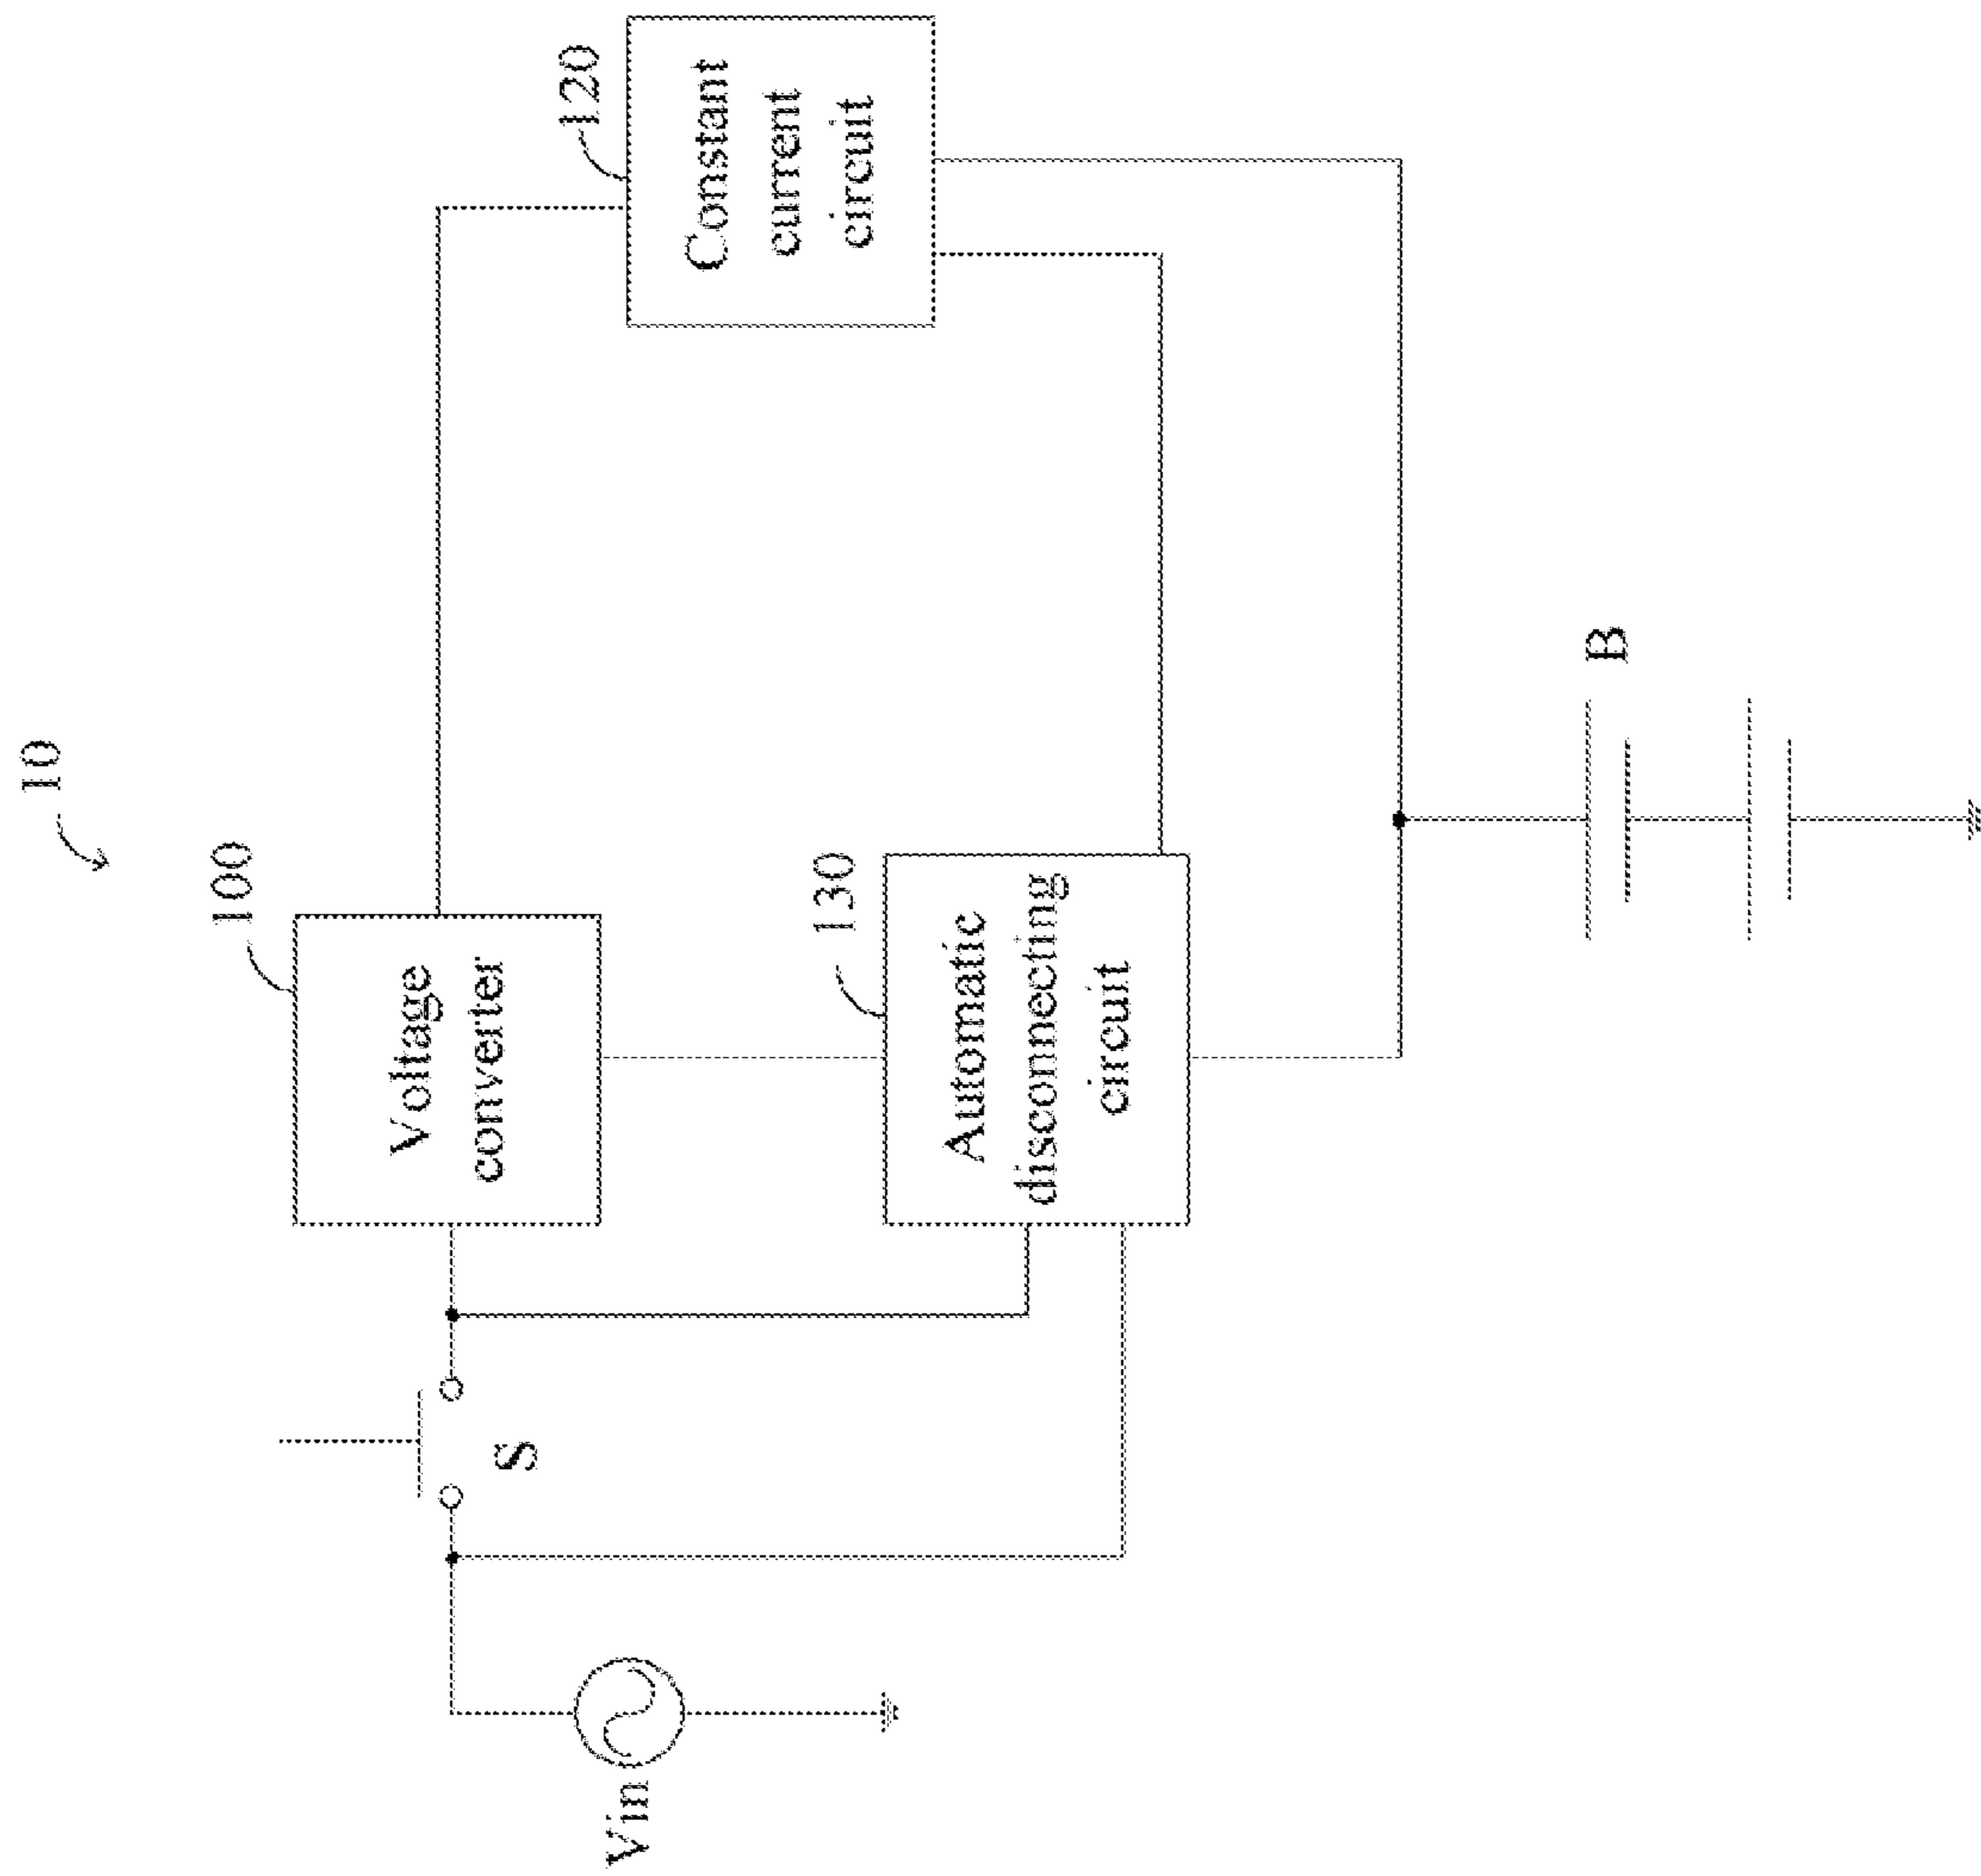 10
100
Voltage
converter
120
Constant
current
circuit
130
Automatic
disconnecting
circuit
S
Vin
B